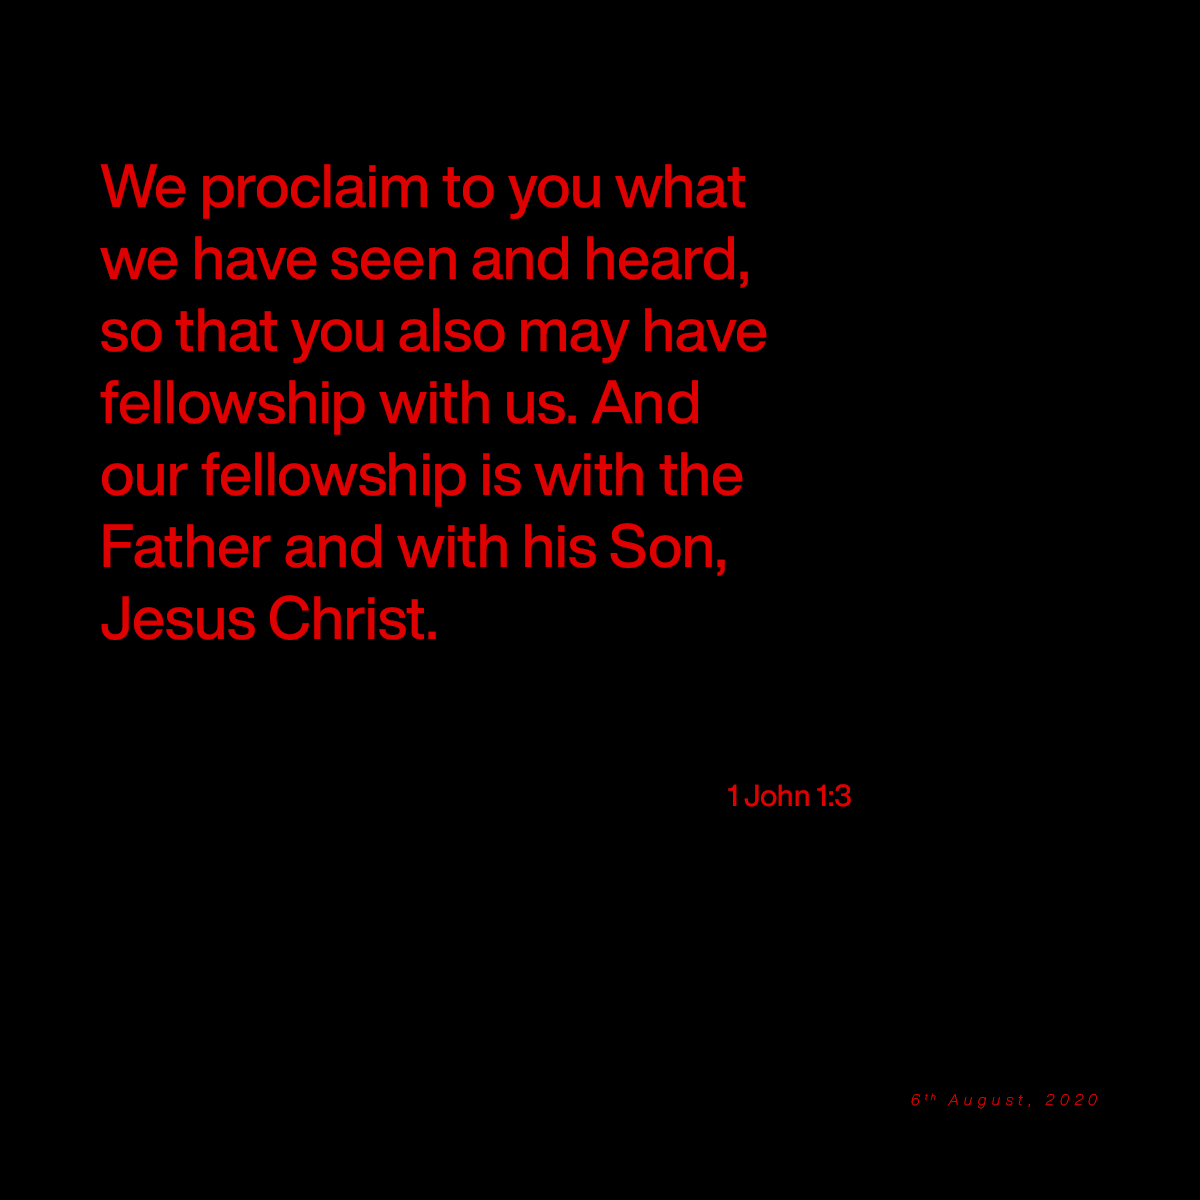 We proclaim to you what
we have seen and heard,
so that you also may have
fellowship with us. And
our fellowship is with the
Father and with his Son,
Jesus Christ.
1 John 1:3
6th August, 2020